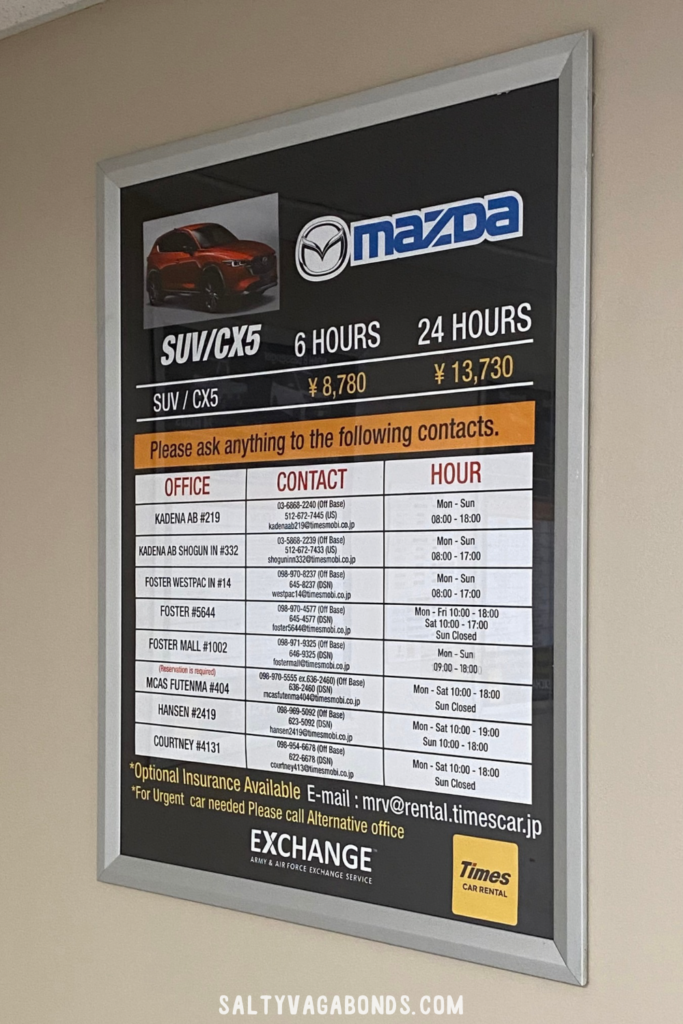 mazda
SUV/CX5 6 HOURS 24 HOURS
SUV / CX5 ¥ 8,780 ¥ 13,730
Please ask anything to the following contacts.
OFFICE CONTACT HOUR
KADENA AB #219
03-6868-2240 (Off Base)
512-672-7445 (US)
kadenaab219@timesmobi.co.jp
Mon - Sun
08:00 - 18:00
KADENA AB SHOGUN IN #332
03-5868-2239 (Off Base)
512-672-7433 (US)
shoguninn332@timesmobi.co.jp
Mon - Sun
08:00 - 17:00
FOSTER WESTPAC IN #14
098-970-8237 (Off Base)
645-8237 (DSN)
westpac14@timesmobi.co.jp
Mon - Sun
08:00 - 17:00
FOSTER #5644
098-970-4577 (Off Base)
645-4577 (DSN)
foster5644@timesmobi.co.jp
Mon - Fri 10:00 - 18:00
Sat 10:00 - 17:00
Sun Closed
FOSTER MALL #1002
098-971-9325 (Off Base)
646-9325 (DSN)
fostermall@timesmobi.co.jp
Mon - Sun
09:00 - 18:00
(Reservation is required)
MCAS FUTENMA #404
098-970-5555 ex.636-2460) (Off Base)
636-2460 (DSN)
mcasfutenma404@timesmobi.co.jp
Mon - Sat 10:00 - 18:00
Sun Closed
HANSEN #2419
098-969-5092 (Off Base)
623-5092 (DSN)
hansen2419@timesmobi.co.jp
Mon - Sat 10:00 - 19:00
Sun 10:00 - 18:00
COURTNEY #4131
098-954-6678 (Off Base)
622-6678 (DSN)
courtney413@timesmobi.co.jp
Mon - Sat 10:00 - 18:00
Sun Closed
*Optional Insurance Available E-mail : mrv@rental.timescar.jp
*For Urgent car needed Please call Alternative office
EXCHANGE
ARMY & AIR FORCE EXCHANGE SERVICE
Times
CAR RENTAL
SALTYVAGABONDS.COM